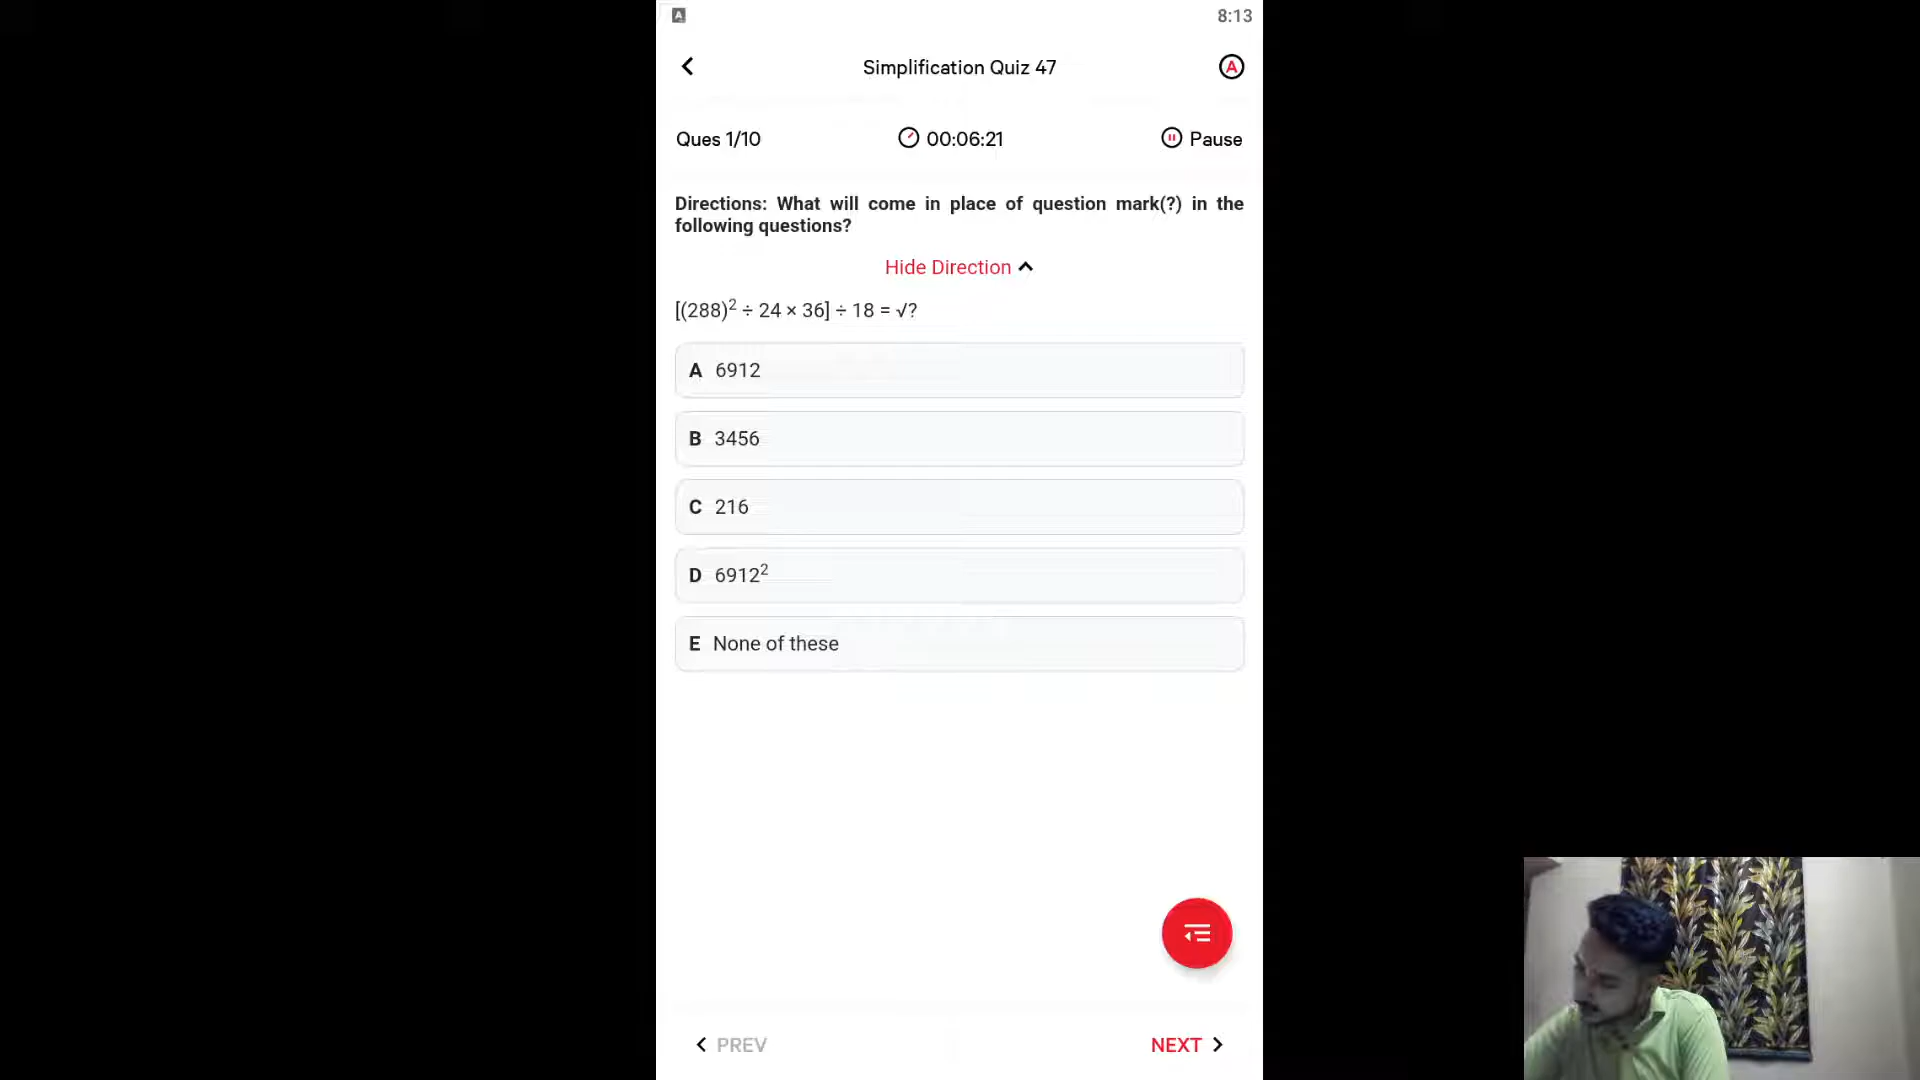 A 8:13
Simplification Quiz 47 A
Ques 1/10 00:06:21 Pause
Directions: What will come in place of question mark(?) in the
following questions?
Hide Direction
[(288)² ÷ 24 × 36] ÷ 18 = √?
A 6912
B 3456
C 216
D 6912²
E None of these
PREV NEXT